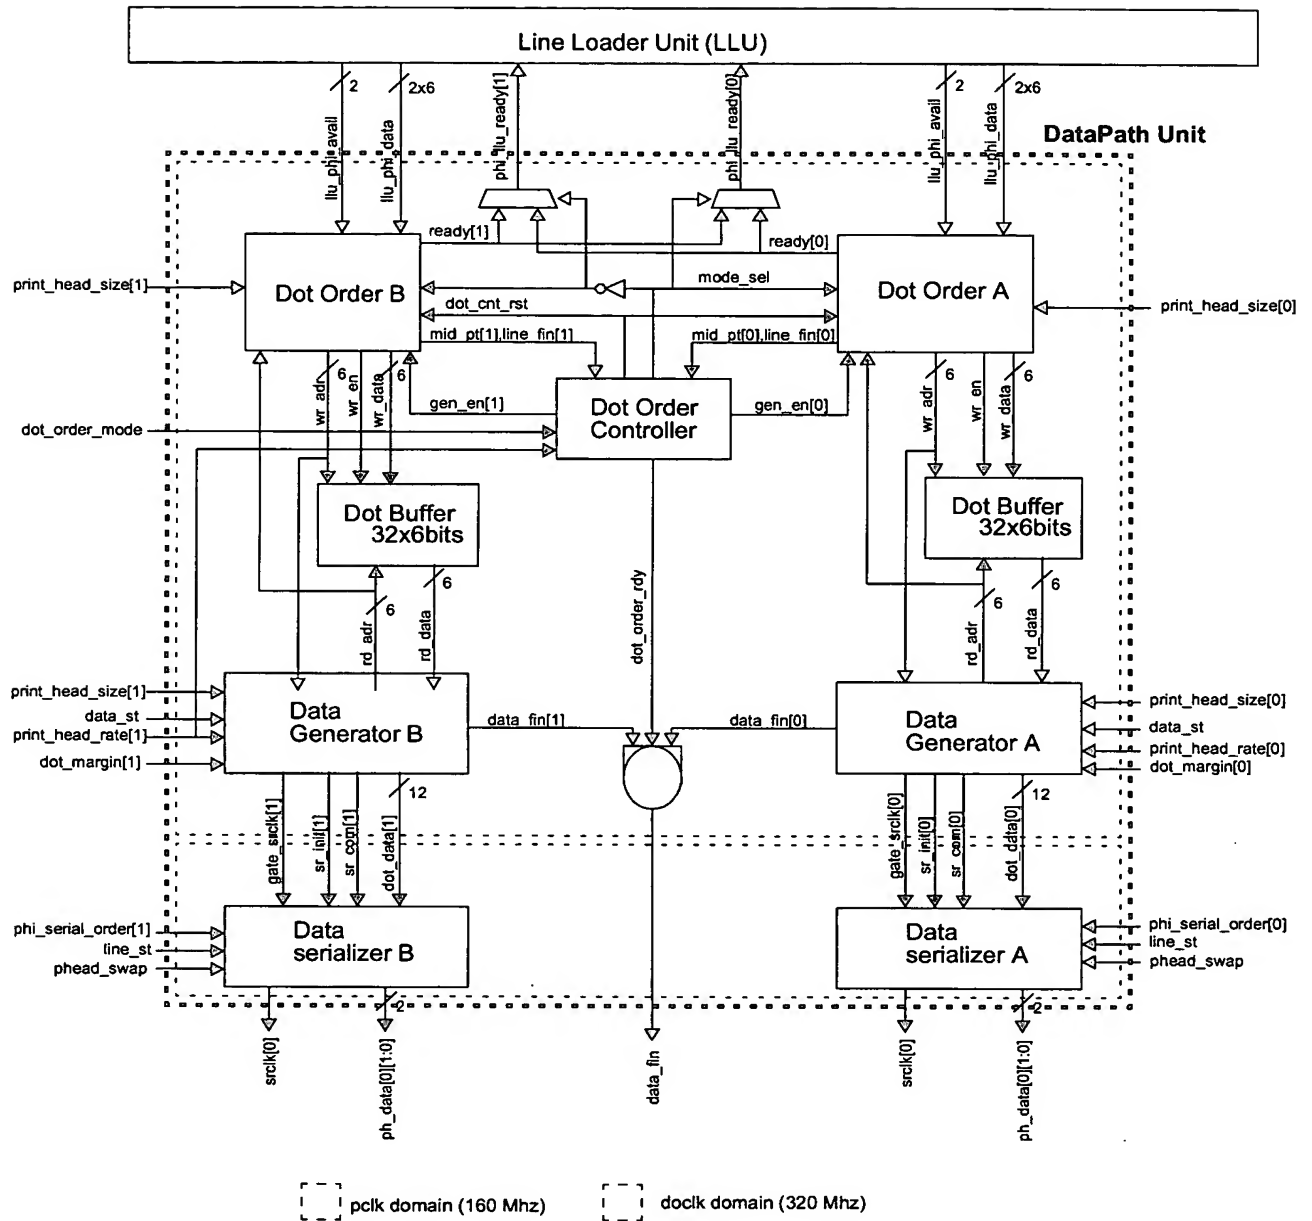 Line Loader Unit (LLU)
2
2x6
2
2x6
llu_phi_avail
llu_phi_data
phi_llu_ready[1]
phi_llu_ready[0]
llu_phi_avail
llu_phi_data
DataPath Unit
ready[1]
ready[0]
print_head_size[1]
Dot Order B
mode_sel
Dot Order A
print_head_size[0]
dot_cnt_rst
mid_pt[1],line_fin[1]
mid_pt[0],line_fin[0]
wr_adr
6
wr_en
wr_data
6
gen_en[1]
Dot Order
Controller
gen_en[0]
wr_adr
6
wr_en
wr_data
6
dot_order_mode
Dot Buffer
32x6bits
Dot Buffer
32x6bits
6
6
rd_adr
rd_data
dot_order_rdy
6
6
rd_adr
rd_data
print_head_size[1]
data_st
print_head_rate[1]
dot_margin[1]
Data
Generator B
data_fin[1]
data_fin[0]
Data
Generator A
print_head_size[0]
data_st
print_head_rate[0]
dot_margin[0]
12
12
gate_srclk[1]
sr_init[1]
sr_com[1]
dot_data[1]
gate_srclk[0]
sr_init[0]
sr_com[0]
dot_data[0]
phi_serial_order[1]
line_st
phead_swap
Data
serializer B
Data
serializer A
phi_serial_order[0]
line_st
phead_swap
2
2
srclk[0]
ph_data[0][1:0]
data_fin
srclk[0]
ph_data[0][1:0]
pclk domain (160 Mhz)
doclk domain (320 Mhz)